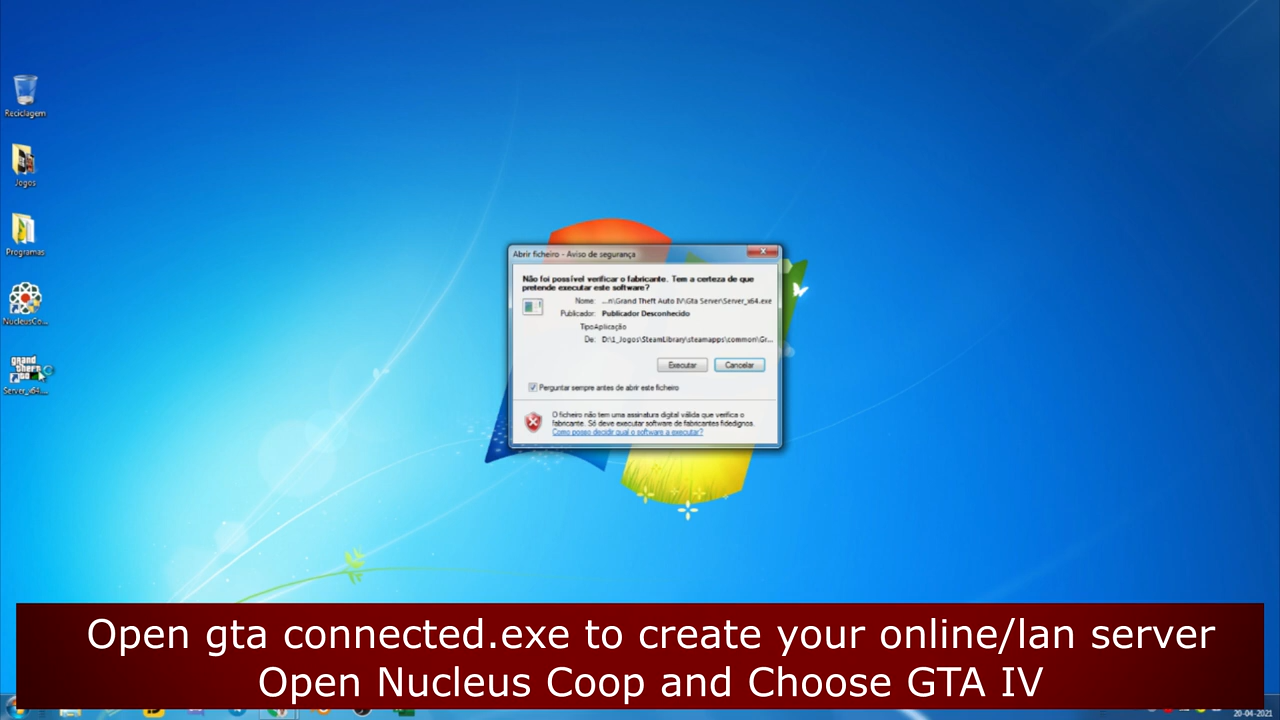 Reciclagem
Jogos
Programas
NucleusCo...
grand
theft
Server_x64....
Abrir ficheiro - Aviso de segurança
Não foi possível verificar o fabricante. Tem a certeza de que
pretende executar este software?
Nome: ...n\Grand Theft Auto IV\Gta Server\Server_x64.exe
Publicador: Publicador Desconhecido
Tipo Aplicação
De: D:\1_Jogos\SteamLibrary\steamapps\common\Gr...
Executar Cancelar
Perguntar sempre antes de abrir este ficheiro
O ficheiro não tem uma assinatura digital válida que verifica o
fabricante. Só deve executar software de fabricantes fidedignos.
Como posso decidir qual o software a executar?
Open gta connected.exe to create your online/lan server
Open Nucleus Coop and Choose GTA IV
20-04-2021